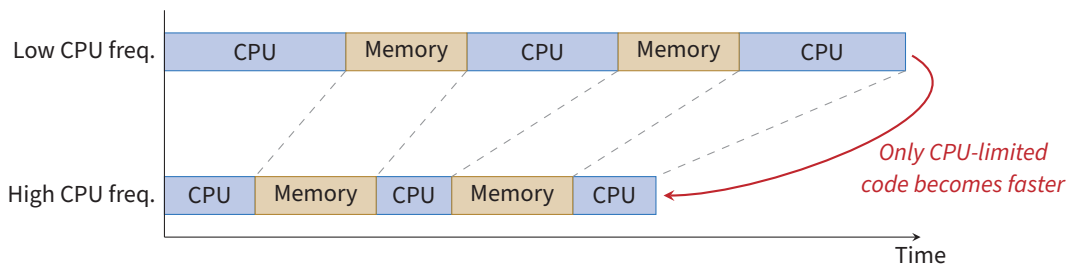 Low CPU freq.
CPU
Memory
CPU
Memory
CPU
Only CPU-limited
code becomes faster
High CPU freq.
CPU
Memory
CPU
Memory
CPU
Time